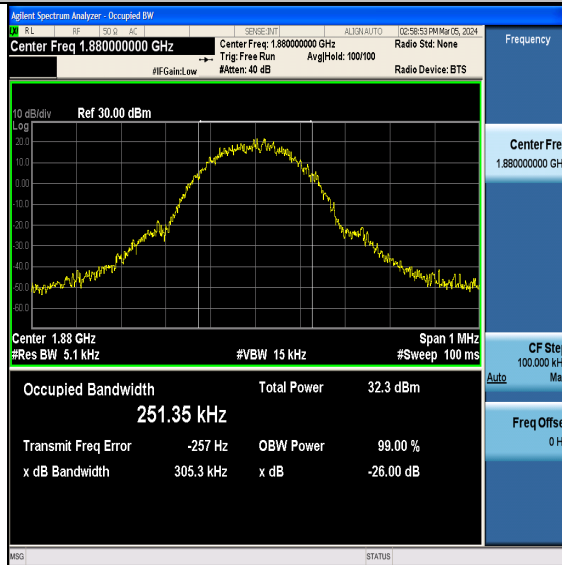 Agilent Spectrum Analyzer - Occupied BW
RL RF 50 Ω AC SENSE:INT ALIGN AUTO 02:58:53 PM Mar 05, 2024
Center Freq 1.880000000 GHz
Center Freq: 1.880000000 GHz
Radio Std: None
Trig: Free Run Avg|Hold: 100/100
#IFGain:Low #Atten: 40 dB Radio Device: BTS
Frequency
10 dB/div Ref 30.00 dBm
Log
20.0
10.0
0.00
-10.0
-20.0
-30.0
-40.0
-50.0
-60.0
Center Fre
1.880000000 GH
Center 1.88 GHz Span 1 MHz
#Res BW 5.1 kHz #VBW 15 kHz #Sweep 100 ms
CF Ste
100.000 kH
Auto Ma
Occupied Bandwidth Total Power 32.3 dBm
251.35 kHz
Transmit Freq Error -257 Hz OBW Power 99.00 %
x dB Bandwidth 305.3 kHz x dB -26.00 dB
Freq Offse
0 H
MSG STATUS